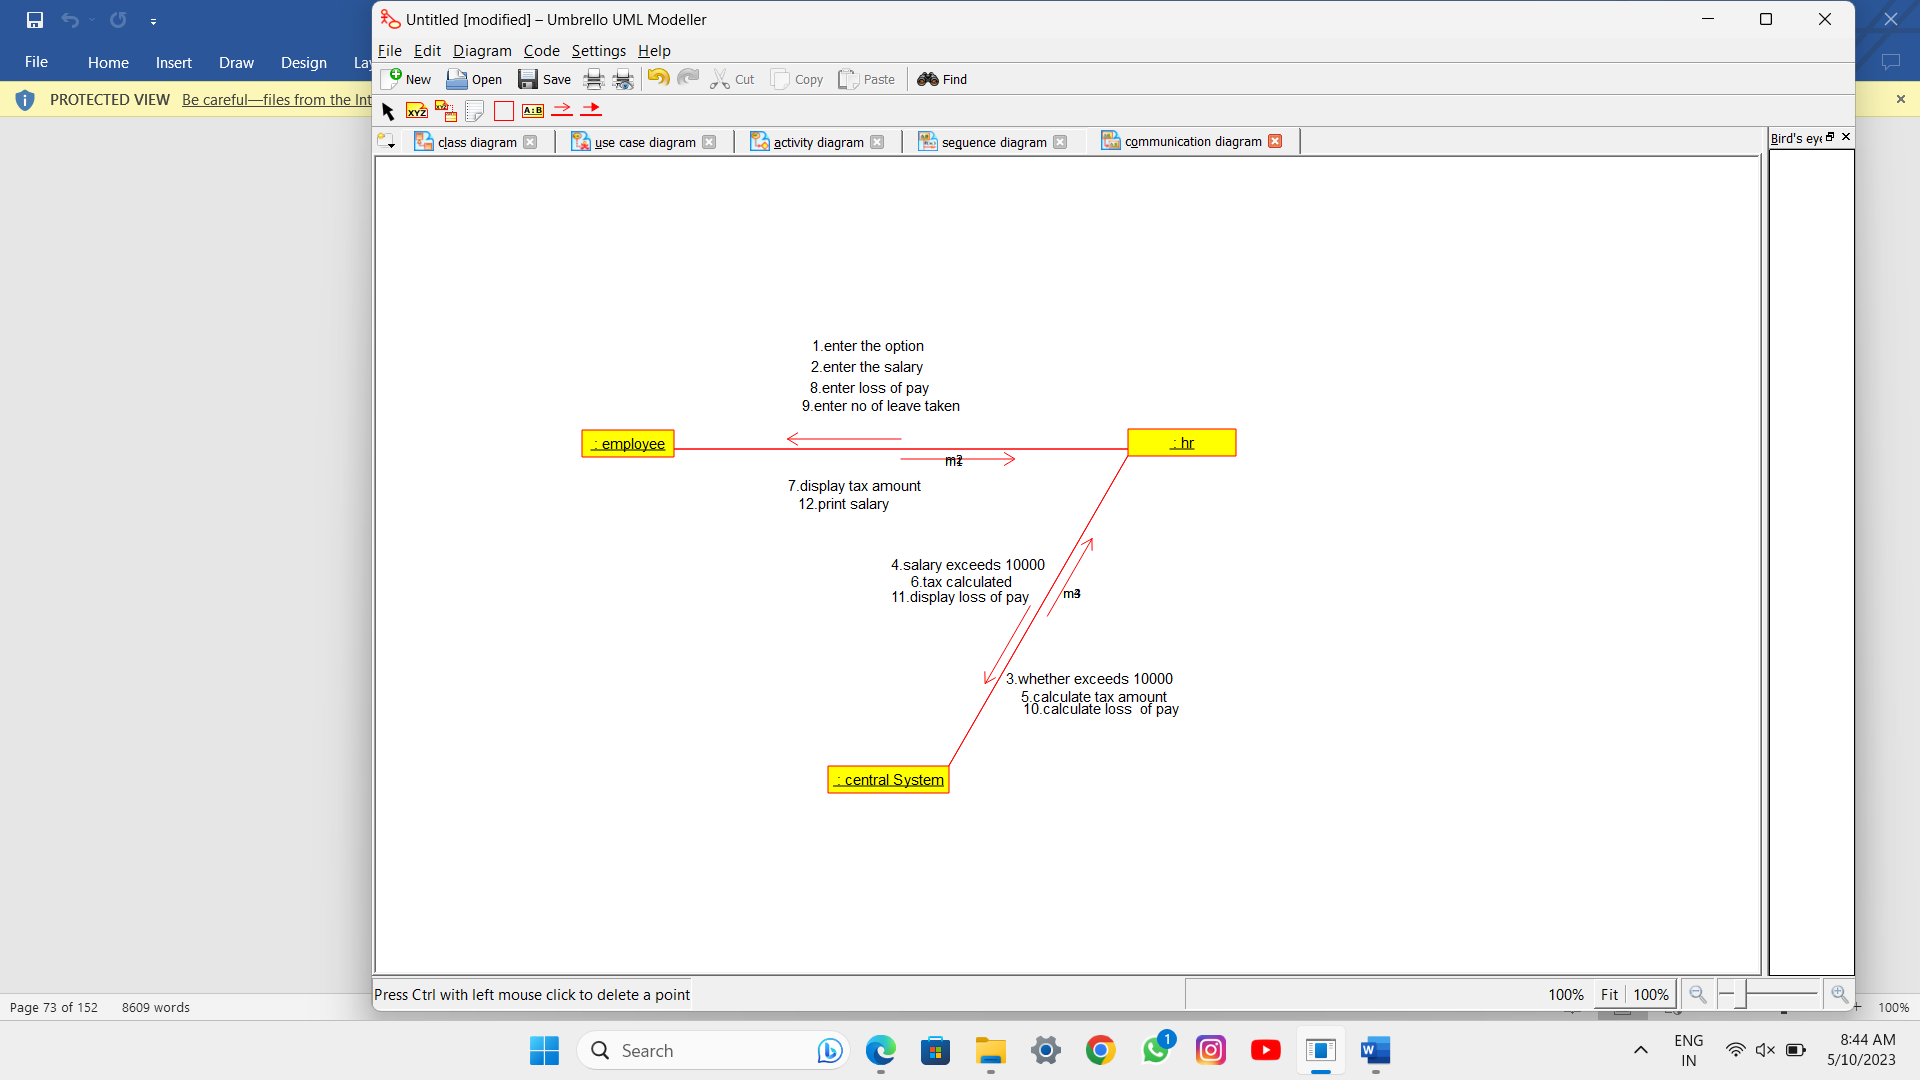 Untitled [modified] – Umbrello UML Modeller
File Home Insert Draw Design
File Edit Diagram Code Settings Help
New Open Save Cut Copy Paste Find
PROTECTED VIEW Be careful—files from the Int
XYZ XYZ A:B
class diagram use case diagram activity diagram sequence diagram communication diagram
Bird's eye
1.enter the option
2.enter the salary
8.enter loss of pay
9.enter no of leave taken
: employee
: hr
7.display tax amount
12.print salary
4.salary exceeds 10000
6.tax calculated
11.display loss of pay
3.whether exceeds 10000
5.calculate tax amount
10.calculate loss of pay
: central System
Press Ctrl with left mouse click to delete a point
100% Fit 100%
Page 73 of 152 8609 words
100%
Search
1
ENG
IN
8:44 AM
5/10/2023